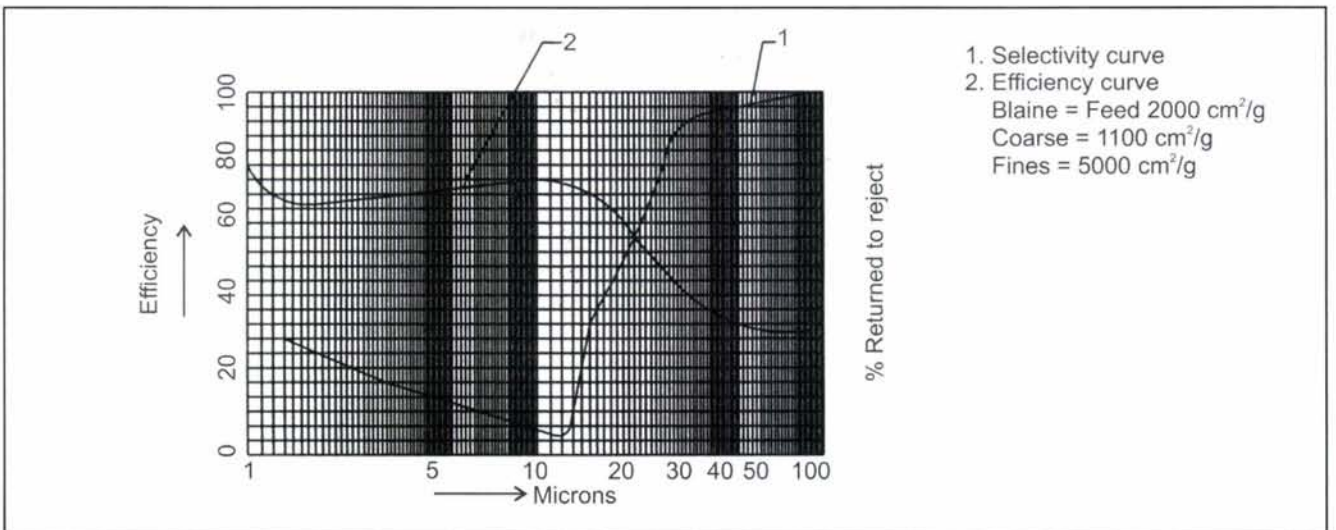 2
1
1. Selectivity curve
2. Efficiency curve
Blaine = Feed 2000 cm²/g
Coarse = 1100 cm²/g
Fines = 5000 cm²/g
Efficiency
100
80
60
40
20
0
% Returned to reject
1 5 10 20 30 40 50 100
Microns